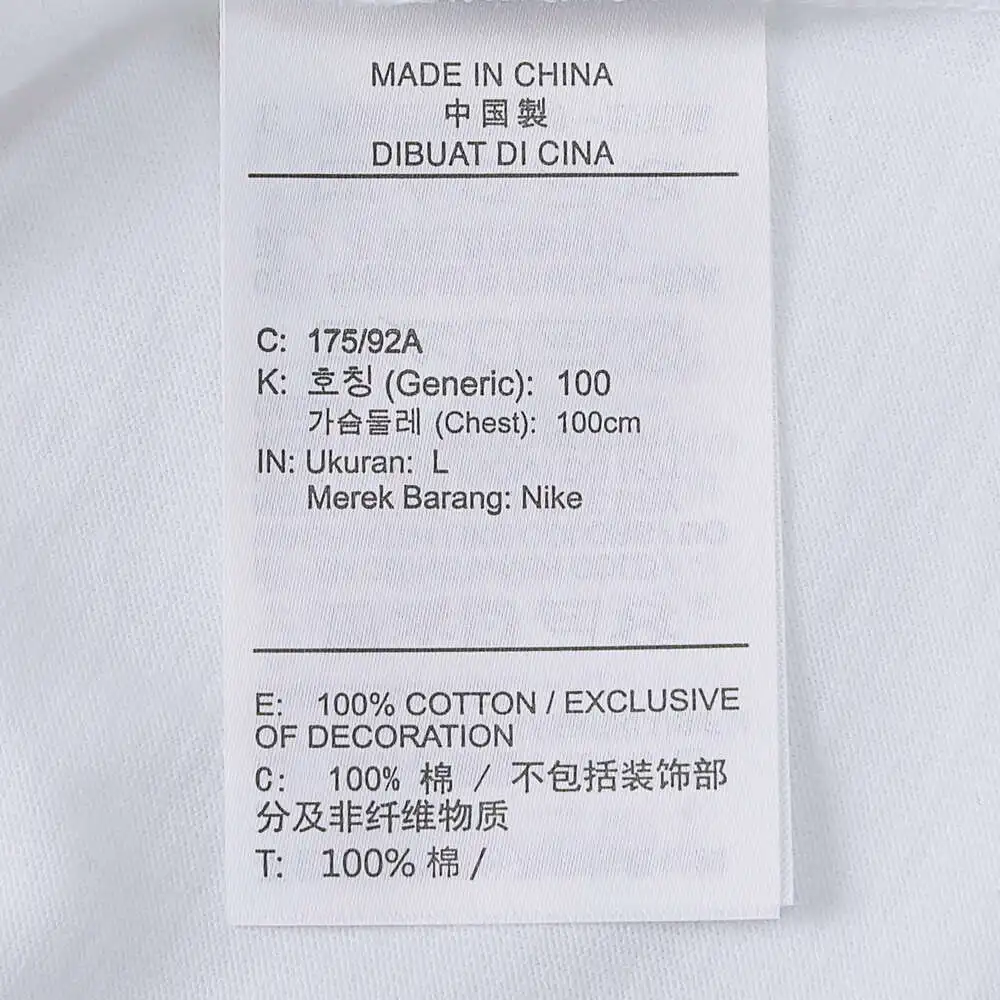 MADE IN CHINA
中国製
DIBUAT DI CINA
C: 175/92A
K: 호칭 (Generic): 100
가슴둘레 (Chest): 100cm
IN: Ukuran: L
Merek Barang: Nike
E: 100% COTTON / EXCLUSIVE
OF DECORATION
C: 100% 棉 / 不包括装饰部
分及非纤维物质
T: 100% 棉 /